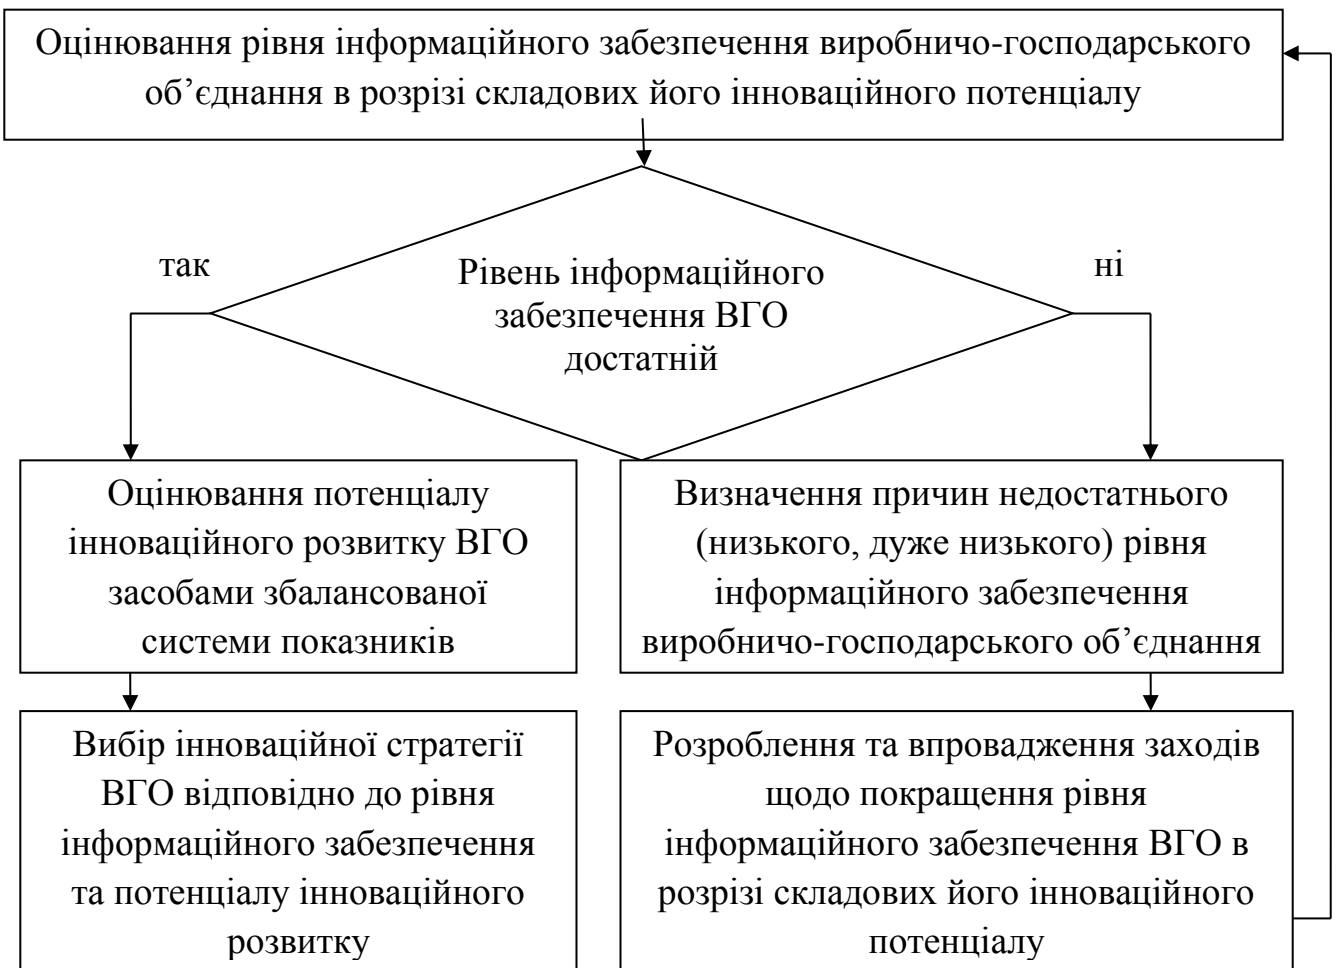 Оцінювання рівня інформаційного забезпечення виробничо-господарського
об’єднання в розрізі складових його інноваційного потенціалу
так
Рівень інформаційного
забезпечення ВГО
достатній
ні
Оцінювання потенціалу
інноваційного розвитку ВГО
засобами збалансованої
системи показників
Визначення причин недостатнього
(низького, дуже низького) рівня
інформаційного забезпечення
виробничо-господарського об’єднання
Вибір інноваційної стратегії
ВГО відповідно до рівня
інформаційного забезпечення
та потенціалу інноваційного
розвитку
Розроблення та впровадження заходів
щодо покращення рівня
інформаційного забезпечення ВГО в
розрізі складових його інноваційного
потенціалу